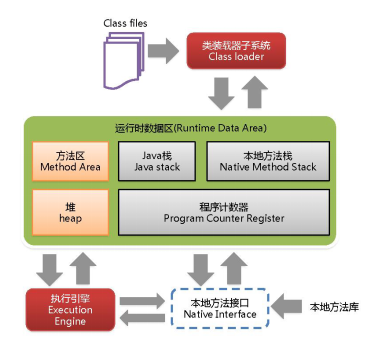 Class files
类装载器子系统
Class loader
运行时数据区(Runtime Data Area)
方法区
Method Area
Java栈
Java stack
本地方法栈
Native Method Stack
堆
heap
程序计数器
Program Counter Register
执行引擎
Execution
Engine
本地方法接口
Native Interface
本地方法库